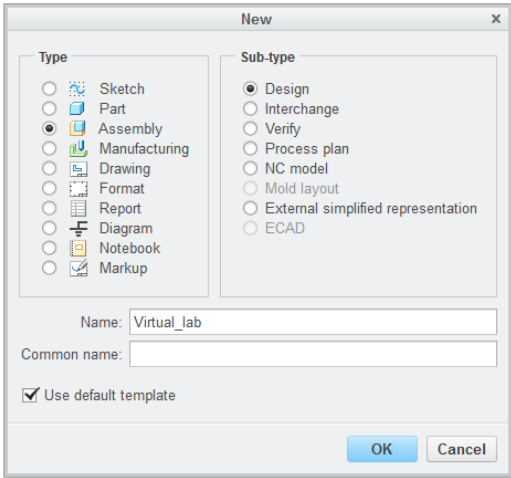 New
x
Type
Sketch
Part
Assembly
Manufacturing
Drawing
Format
Report
Diagram
Notebook
Markup
Sub-type
Design
Interchange
Verify
Process plan
NC model
Mold layout
External simplified representation
ECAD
Name: Virtual_lab
Common name:
Use default template
OK Cancel